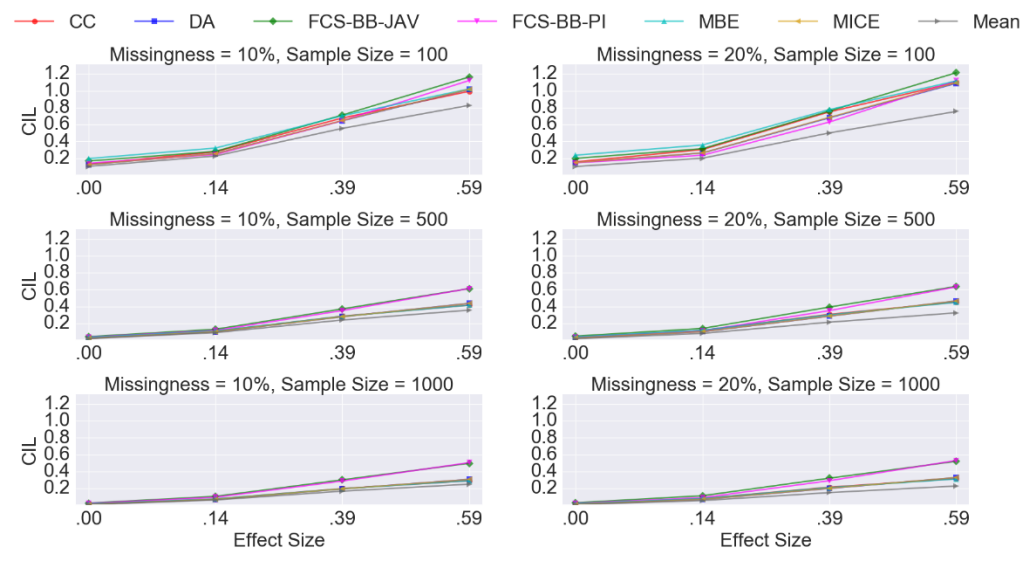 CC DA FCS-BB-JAV FCS-BB-PI MBE MICE Mean
Missingness = 10%, Sample Size = 100
1.2
1.0
0.8
0.6
0.4
0.2
CIL
.00 .14 .39 .59
Missingness = 20%, Sample Size = 100
1.2
1.0
0.8
0.6
0.4
0.2
.00 .14 .39 .59
Missingness = 10%, Sample Size = 500
1.2
1.0
0.8
0.6
0.4
0.2
CIL
.00 .14 .39 .59
Missingness = 20%, Sample Size = 500
1.2
1.0
0.8
0.6
0.4
0.2
.00 .14 .39 .59
Missingness = 10%, Sample Size = 1000
1.2
1.0
0.8
0.6
0.4
0.2
CIL
.00 .14 .39 .59
Effect Size
Missingness = 20%, Sample Size = 1000
1.2
1.0
0.8
0.6
0.4
0.2
.00 .14 .39 .59
Effect Size